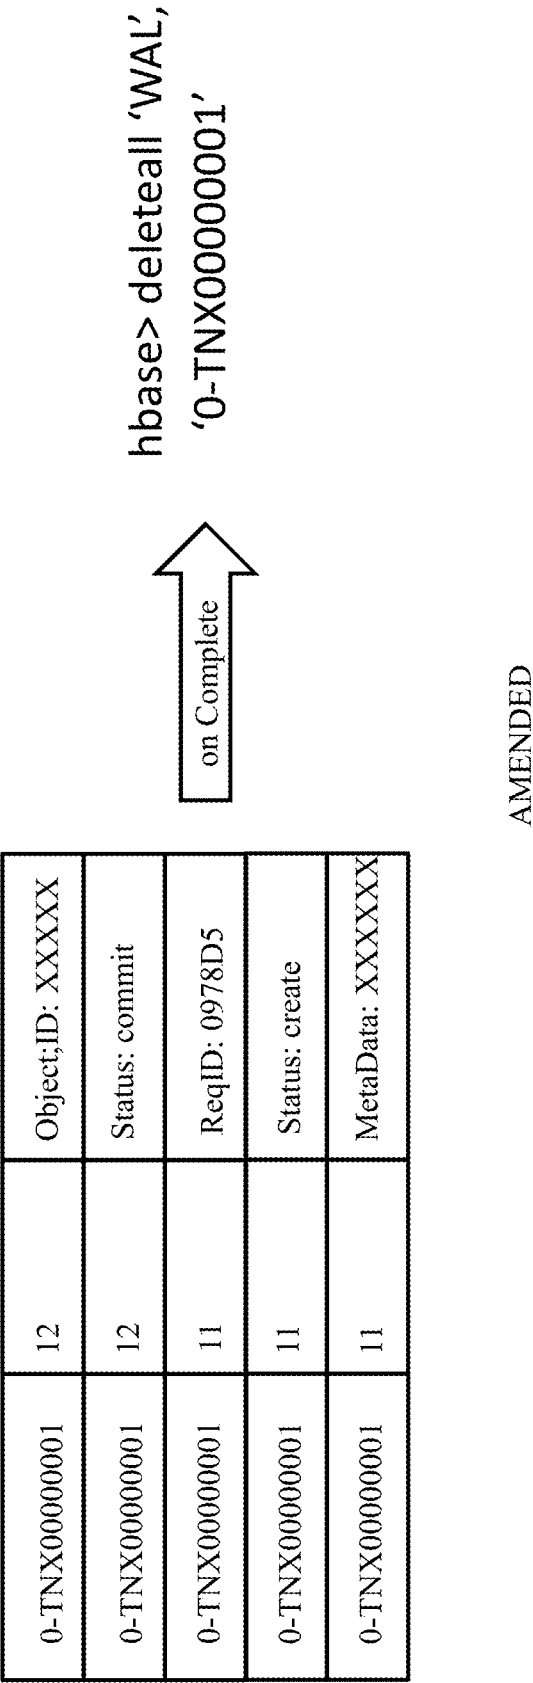 0-TNX00000001 12 Object;ID: XXXXX
0-TNX00000001 12 Status: commit
0-TNX00000001 11 ReqID: 0978D5
0-TNX00000001 11 Status: create
0-TNX00000001 11 MetaData: XXXXXX
on Complete
hbase> deleteall ‘WAL’,
‘0-TNX00000001’
AMENDED